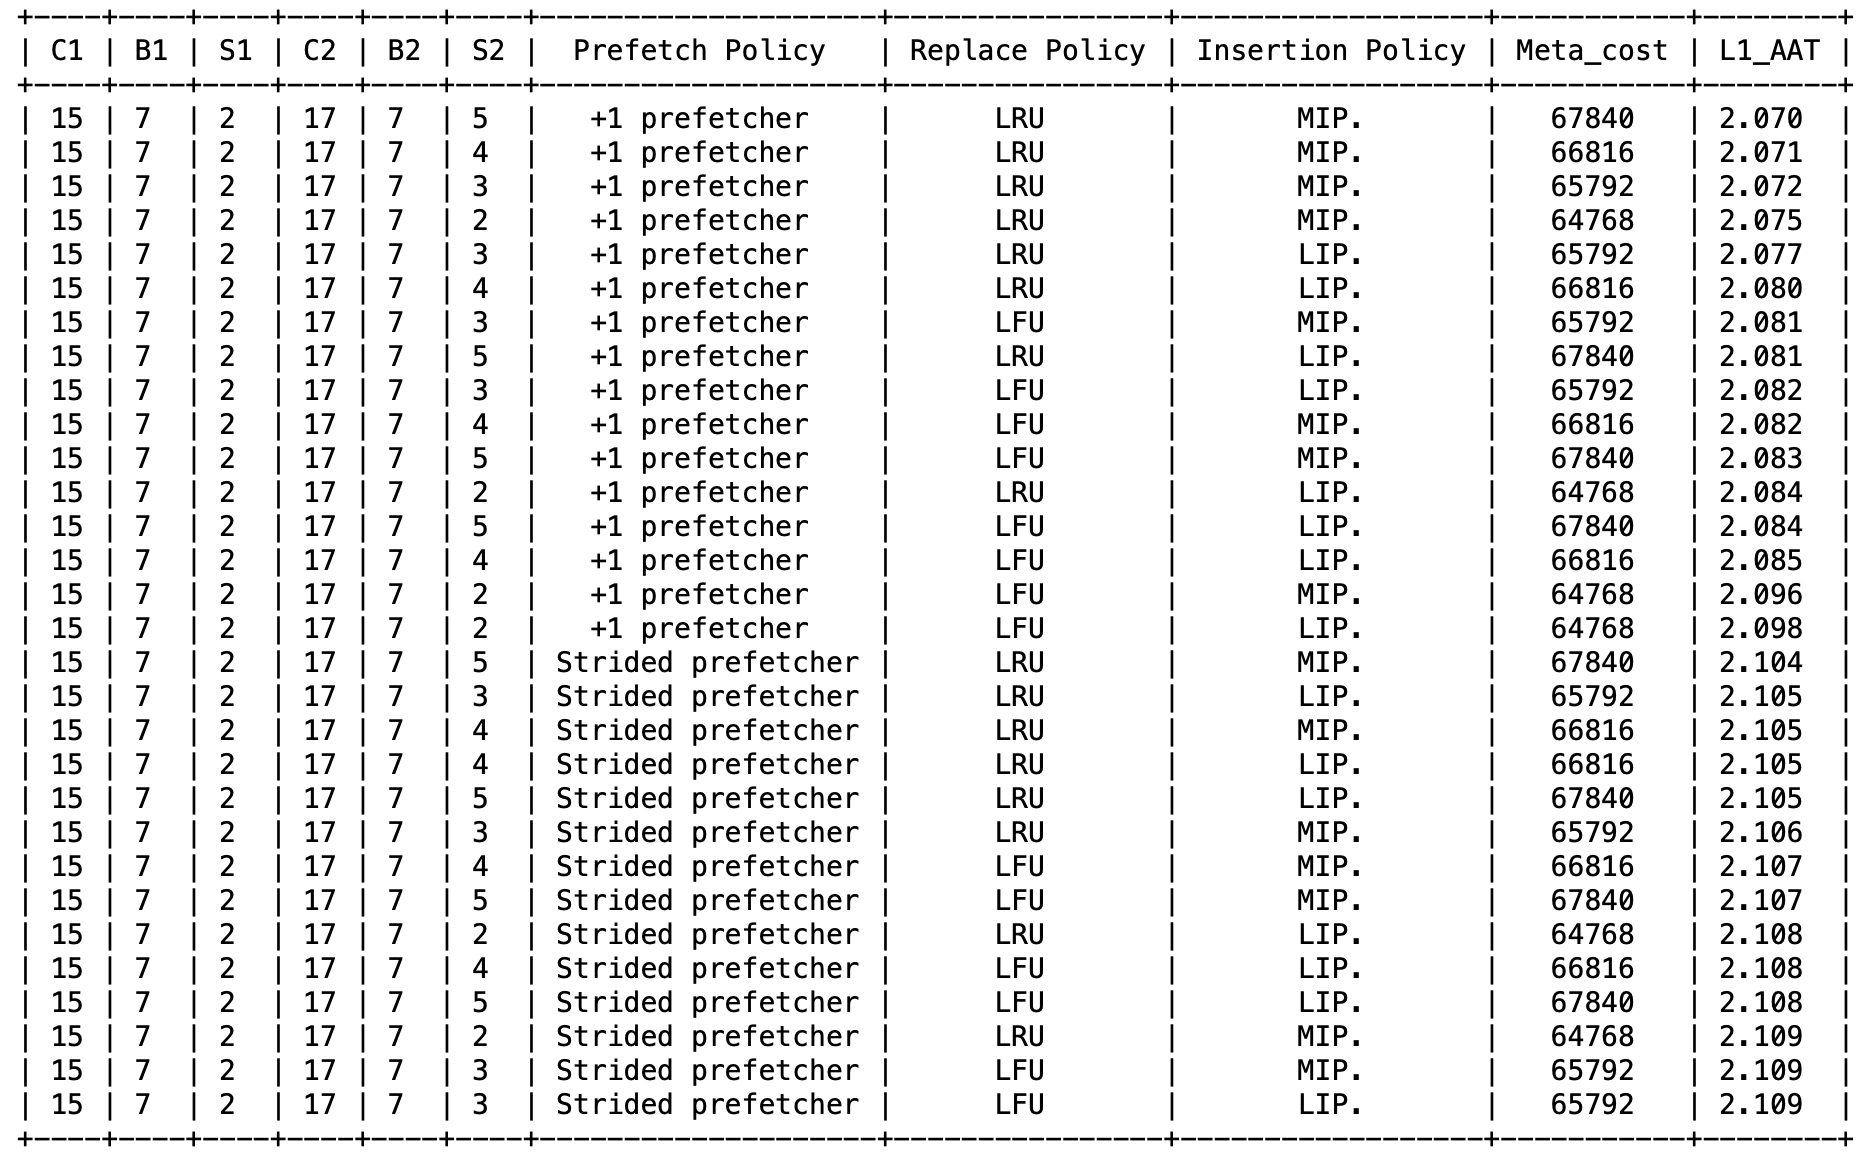 +----+----+----+----+----+----+--------------------+----------------+------------------+-----------+--------+
| C1 | B1 | S1 | C2 | B2 | S2 |  Prefetch Policy   | Replace Policy | Insertion Policy | Meta_cost | L1_AAT |
+----+----+----+----+----+----+--------------------+----------------+------------------+-----------+--------+
| 15 | 7  | 2  | 17 | 7  | 5  |   +1 prefetcher    |      LRU       |       MIP.       |   67840   | 2.070  |
| 15 | 7  | 2  | 17 | 7  | 4  |   +1 prefetcher    |      LRU       |       MIP.       |   66816   | 2.071  |
| 15 | 7  | 2  | 17 | 7  | 3  |   +1 prefetcher    |      LRU       |       MIP.       |   65792   | 2.072  |
| 15 | 7  | 2  | 17 | 7  | 2  |   +1 prefetcher    |      LRU       |       MIP.       |   64768   | 2.075  |
| 15 | 7  | 2  | 17 | 7  | 3  |   +1 prefetcher    |      LRU       |       LIP.       |   65792   | 2.077  |
| 15 | 7  | 2  | 17 | 7  | 4  |   +1 prefetcher    |      LRU       |       LIP.       |   66816   | 2.080  |
| 15 | 7  | 2  | 17 | 7  | 3  |   +1 prefetcher    |      LFU       |       MIP.       |   65792   | 2.081  |
| 15 | 7  | 2  | 17 | 7  | 5  |   +1 prefetcher    |      LRU       |       LIP.       |   67840   | 2.081  |
| 15 | 7  | 2  | 17 | 7  | 3  |   +1 prefetcher    |      LFU       |       LIP.       |   65792   | 2.082  |
| 15 | 7  | 2  | 17 | 7  | 4  |   +1 prefetcher    |      LFU       |       MIP.       |   66816   | 2.082  |
| 15 | 7  | 2  | 17 | 7  | 5  |   +1 prefetcher    |      LFU       |       MIP.       |   67840   | 2.083  |
| 15 | 7  | 2  | 17 | 7  | 2  |   +1 prefetcher    |      LRU       |       LIP.       |   64768   | 2.084  |
| 15 | 7  | 2  | 17 | 7  | 5  |   +1 prefetcher    |      LFU       |       LIP.       |   67840   | 2.084  |
| 15 | 7  | 2  | 17 | 7  | 4  |   +1 prefetcher    |      LFU       |       LIP.       |   66816   | 2.085  |
| 15 | 7  | 2  | 17 | 7  | 2  |   +1 prefetcher    |      LFU       |       MIP.       |   64768   | 2.096  |
| 15 | 7  | 2  | 17 | 7  | 2  |   +1 prefetcher    |      LFU       |       LIP.       |   64768   | 2.098  |
| 15 | 7  | 2  | 17 | 7  | 5  | Strided prefetcher |      LRU       |       MIP.       |   67840   | 2.104  |
| 15 | 7  | 2  | 17 | 7  | 3  | Strided prefetcher |      LRU       |       LIP.       |   65792   | 2.105  |
| 15 | 7  | 2  | 17 | 7  | 4  | Strided prefetcher |      LRU       |       MIP.       |   66816   | 2.105  |
| 15 | 7  | 2  | 17 | 7  | 4  | Strided prefetcher |      LRU       |       LIP.       |   66816   | 2.105  |
| 15 | 7  | 2  | 17 | 7  | 5  | Strided prefetcher |      LRU       |       LIP.       |   67840   | 2.105  |
| 15 | 7  | 2  | 17 | 7  | 3  | Strided prefetcher |      LRU       |       MIP.       |   65792   | 2.106  |
| 15 | 7  | 2  | 17 | 7  | 4  | Strided prefetcher |      LFU       |       MIP.       |   66816   | 2.107  |
| 15 | 7  | 2  | 17 | 7  | 5  | Strided prefetcher |      LFU       |       MIP.       |   67840   | 2.107  |
| 15 | 7  | 2  | 17 | 7  | 2  | Strided prefetcher |      LRU       |       LIP.       |   64768   | 2.108  |
| 15 | 7  | 2  | 17 | 7  | 4  | Strided prefetcher |      LFU       |       LIP.       |   66816   | 2.108  |
| 15 | 7  | 2  | 17 | 7  | 5  | Strided prefetcher |      LFU       |       LIP.       |   67840   | 2.108  |
| 15 | 7  | 2  | 17 | 7  | 2  | Strided prefetcher |      LRU       |       MIP.       |   64768   | 2.109  |
| 15 | 7  | 2  | 17 | 7  | 3  | Strided prefetcher |      LFU       |       MIP.       |   65792   | 2.109  |
| 15 | 7  | 2  | 17 | 7  | 3  | Strided prefetcher |      LFU       |       LIP.       |   65792   | 2.109  |
+----+----+----+----+----+----+--------------------+----------------+------------------+-----------+--------+